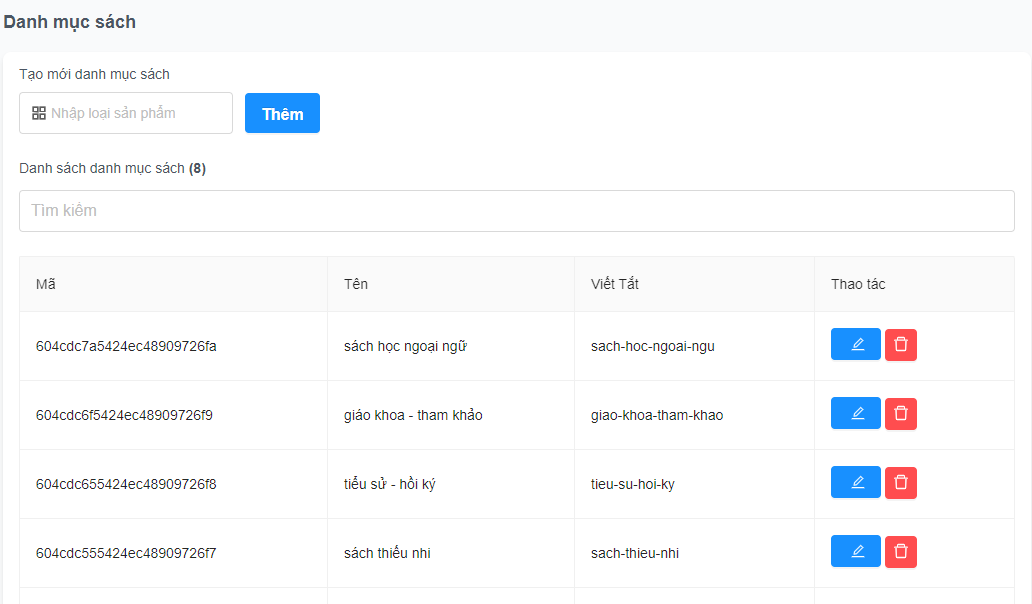 Danh mục sách
Tạo mới danh mục sách
Nhập loại sản phẩm
Thêm
Danh sách danh mục sách (8)
Tìm kiếm
Mã Tên Viết Tắt Thao tác
604cdc7a5424ec48909726fa sách học ngoại ngữ sach-hoc-ngoai-ngu
604cdc6f5424ec48909726f9 giáo khoa - tham khảo giao-khoa-tham-khao
604cdc655424ec48909726f8 tiểu sử - hồi ký tieu-su-hoi-ky
604cdc555424ec48909726f7 sách thiếu nhi sach-thieu-nhi